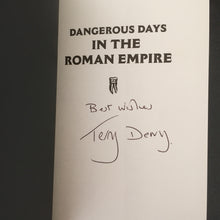 DANGEROUS DAYS
IN THE
ROMAN EMPIRE
Best wishes
Terry Deary